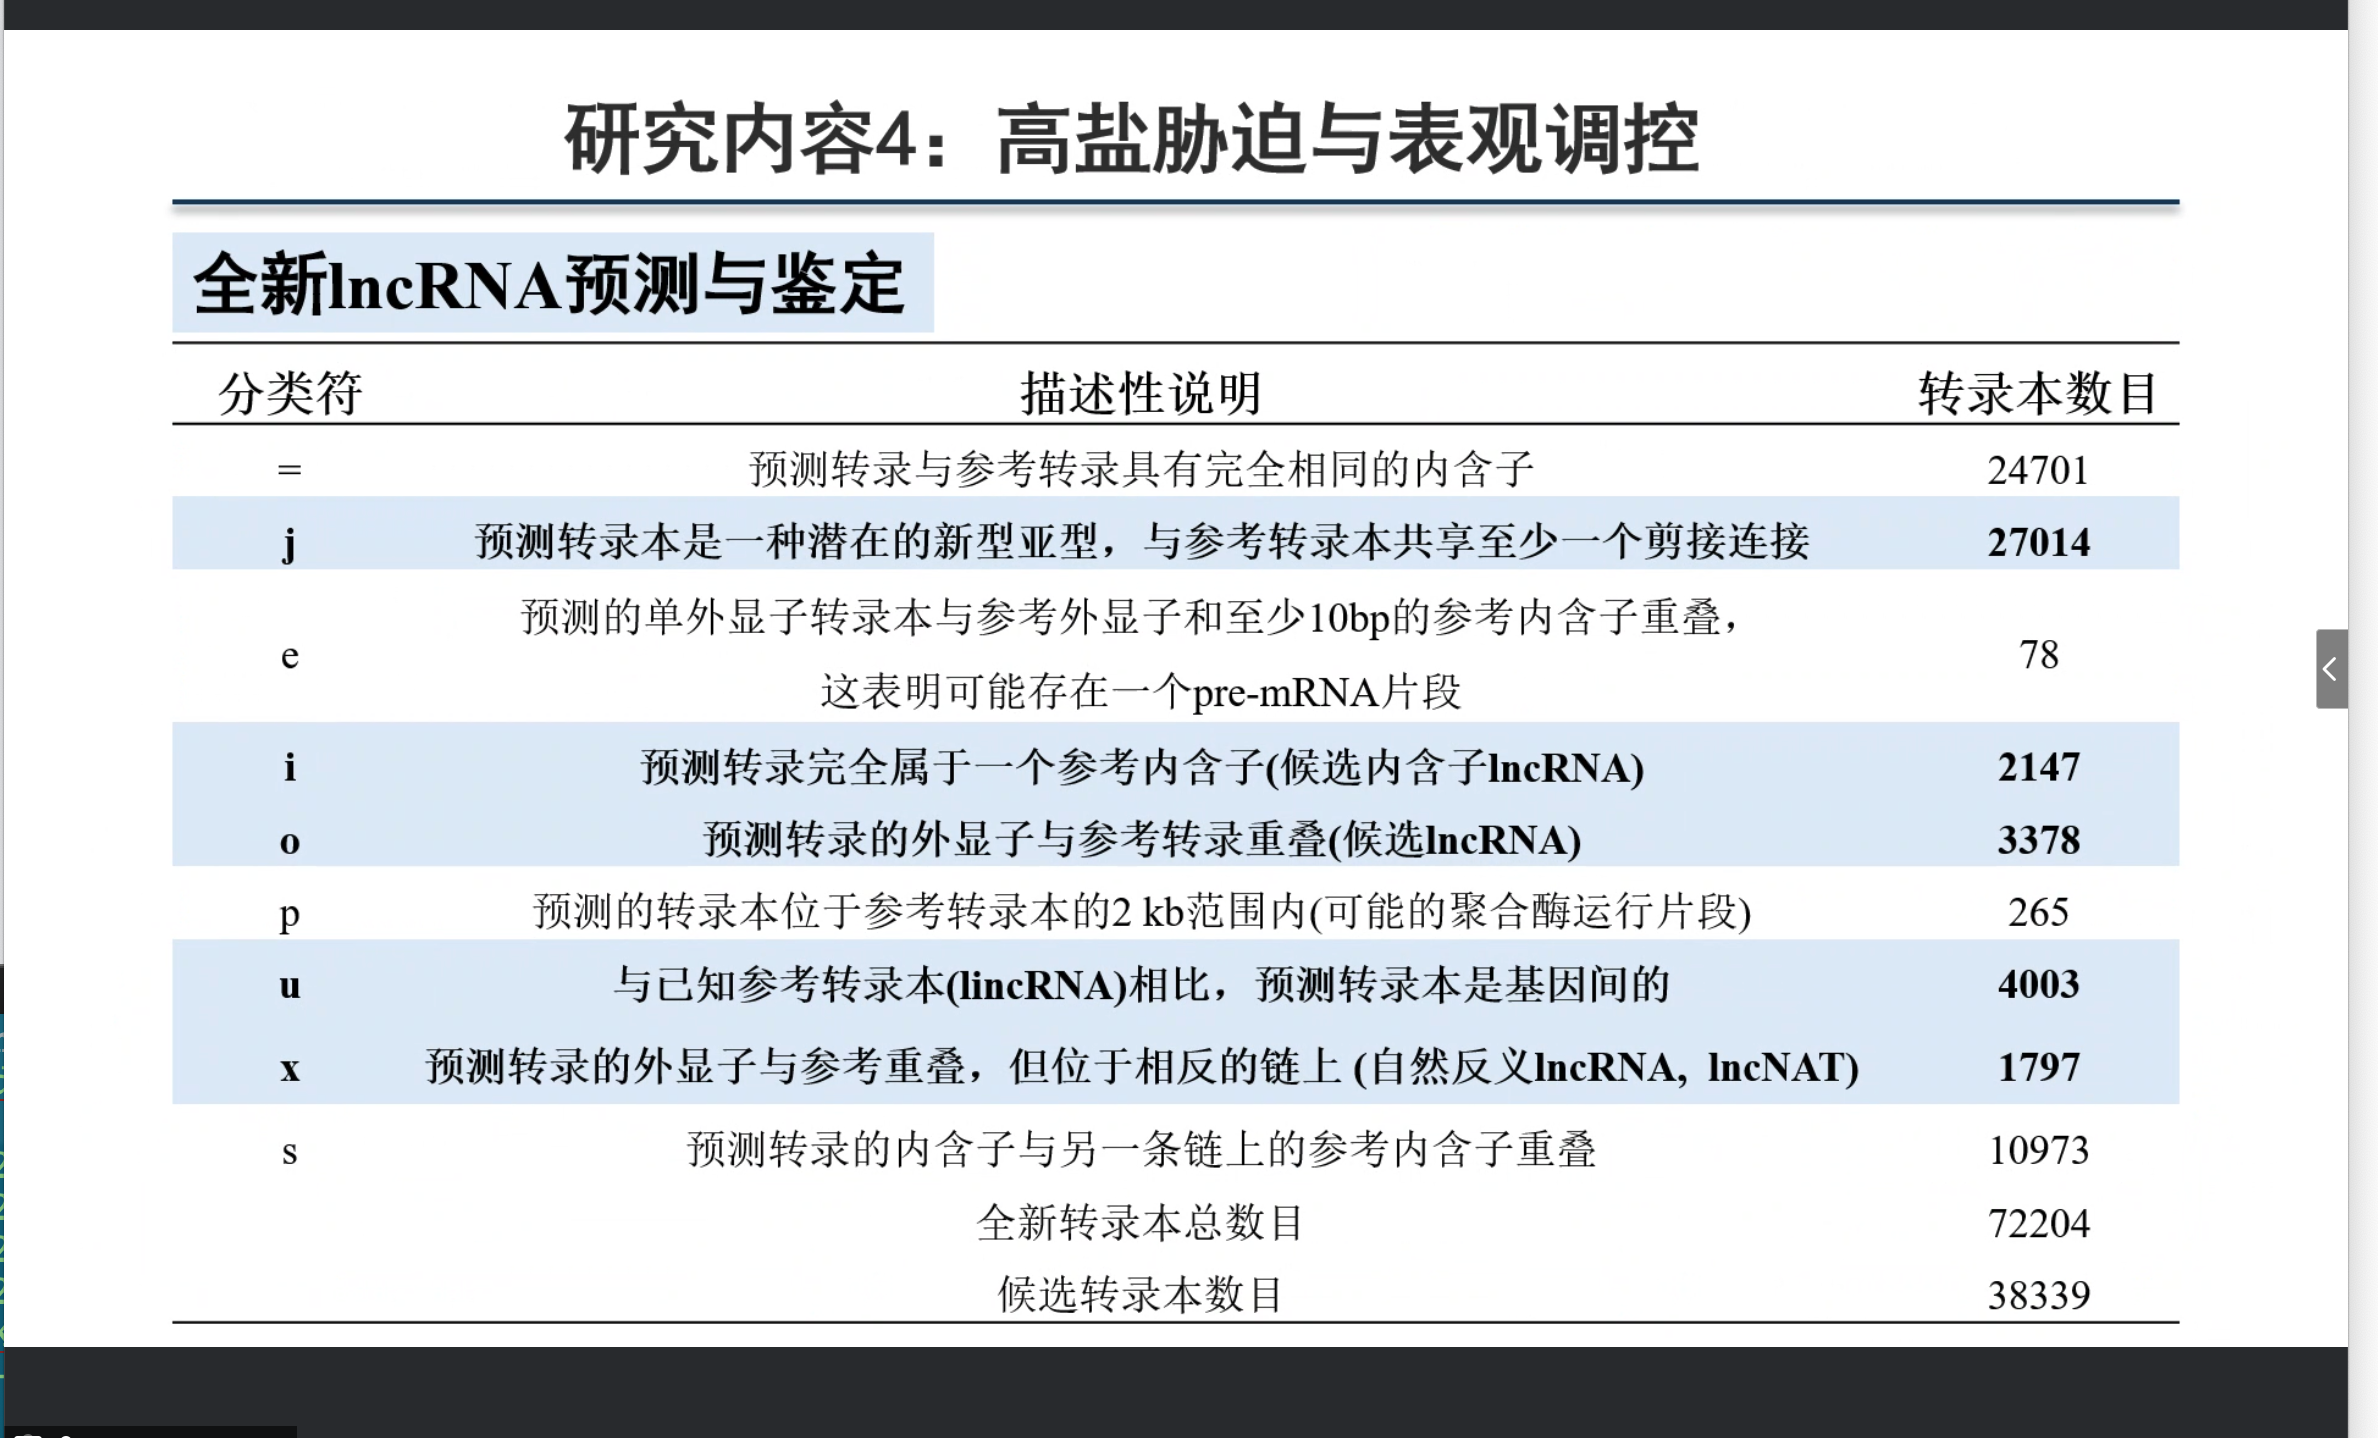 研究内容4：高盐胁迫与表观调控
全新lncRNA预测与鉴定
分类符 描述性说明 转录本数目
= 预测转录与参考转录具有完全相同的内含子 24701
j 预测转录本是一种潜在的新型亚型，与参考转录本共享至少一个剪接连接 27014
e 预测的单外显子转录本与参考外显子和至少10bp的参考内含子重叠， 78
这表明可能存在一个pre-mRNA片段
i 预测转录完全属于一个参考内含子(候选内含子lncRNA) 2147
o 预测转录的外显子与参考转录重叠(候选lncRNA) 3378
p 预测的转录本位于参考转录本的2 kb范围内(可能的聚合酶运行片段) 265
u 与已知参考转录本(lincRNA)相比，预测转录本是基因间的 4003
x 预测转录的外显子与参考重叠，但位于相反的链上 (自然反义lncRNA, lncNAT) 1797
s 预测转录的内含子与另一条链上的参考内含子重叠 10973
全新转录本总数目 72204
候选转录本数目 38339